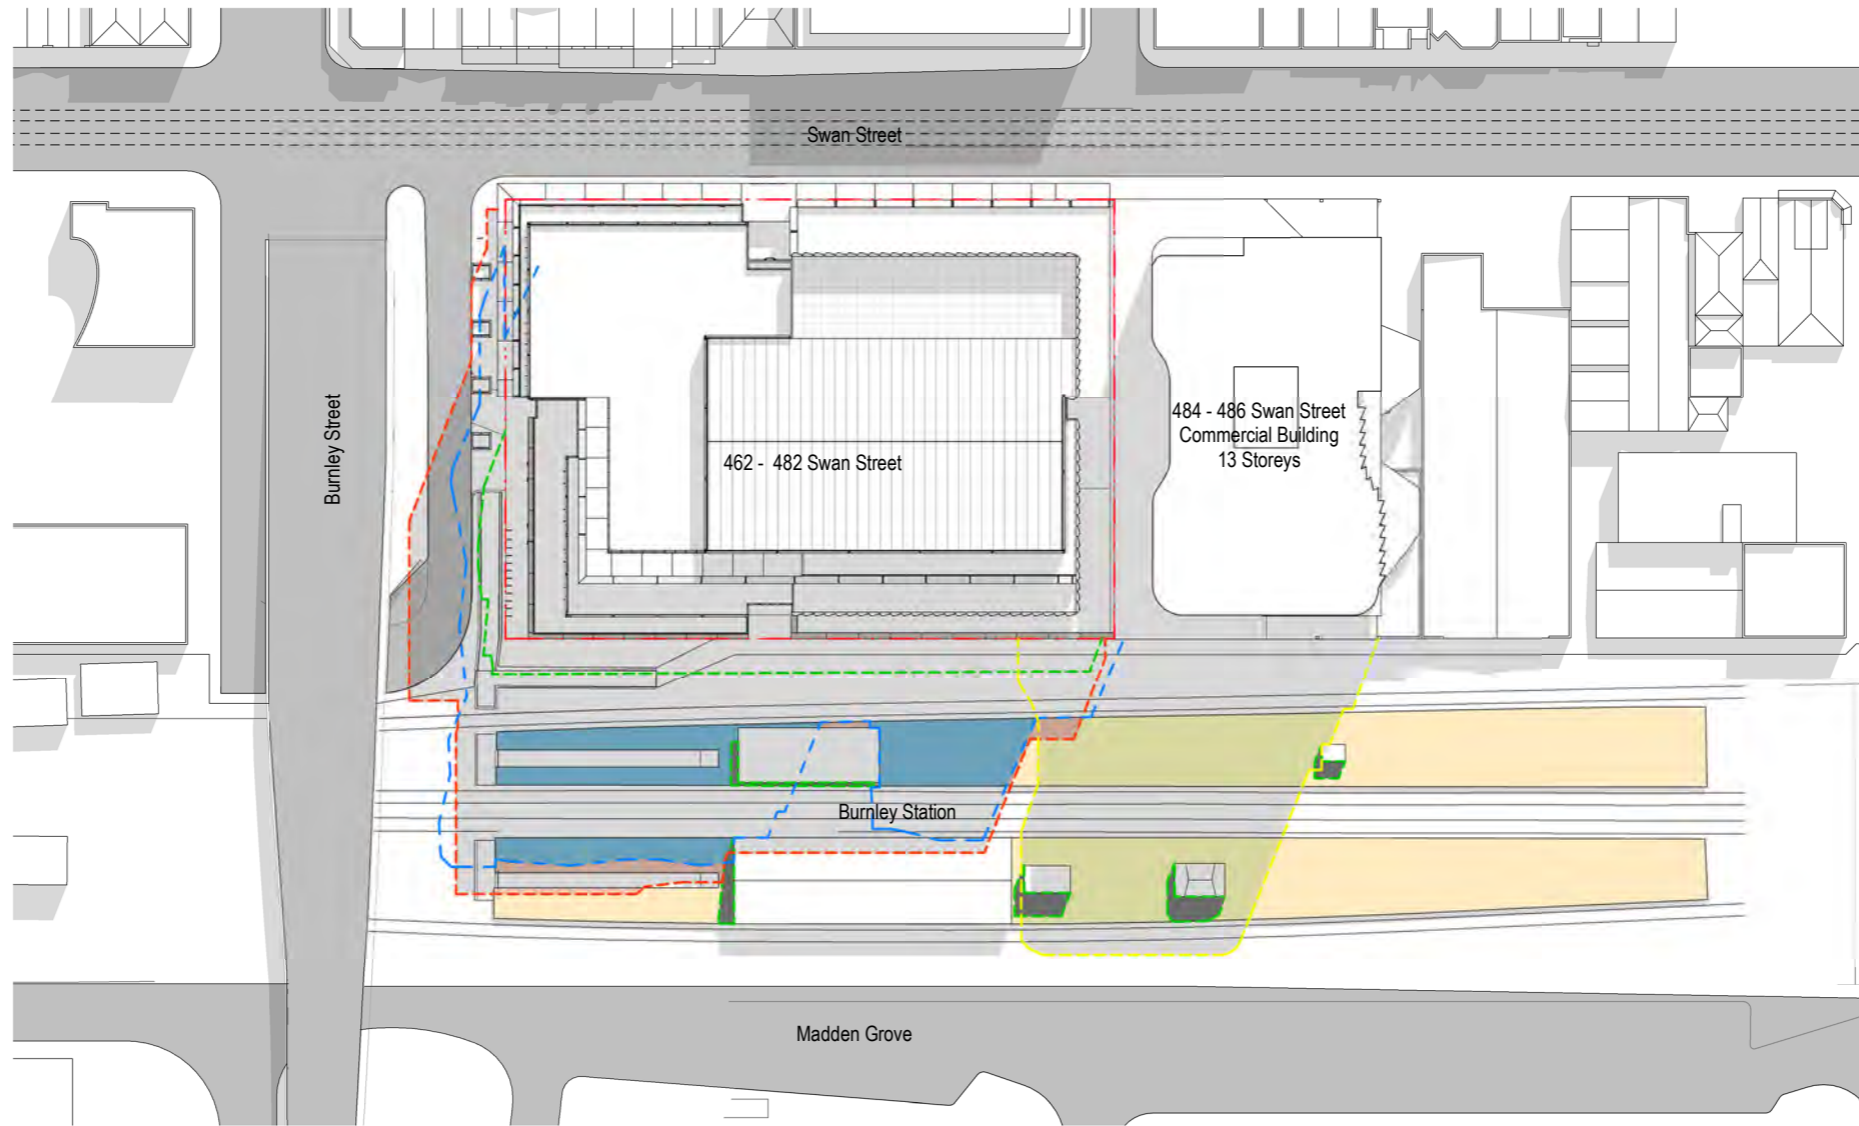 Swan Street
Burnley Street
462 - 482 Swan Street
484 - 486 Swan Street
Commercial Building
13 Storeys
Burnley Station
Madden Grove